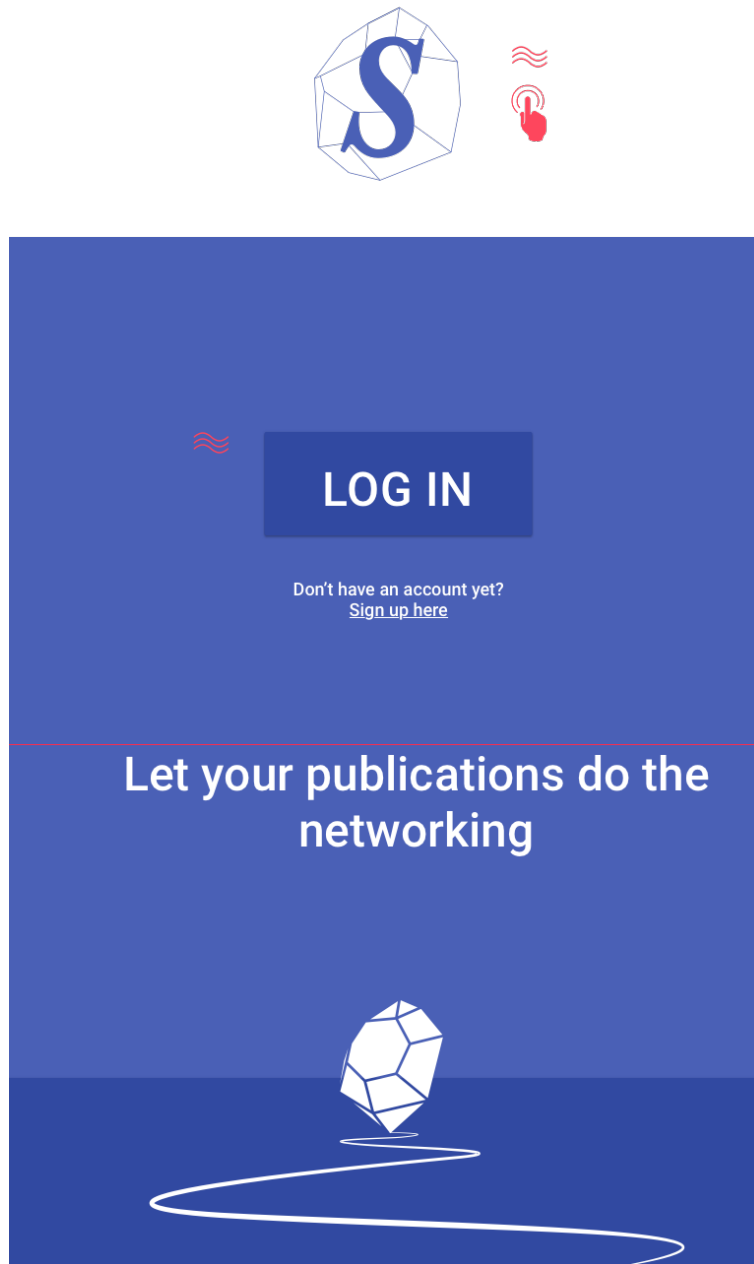 S
LOG IN
Don’t have an account yet?
Sign up here
Let your publications do the
networking